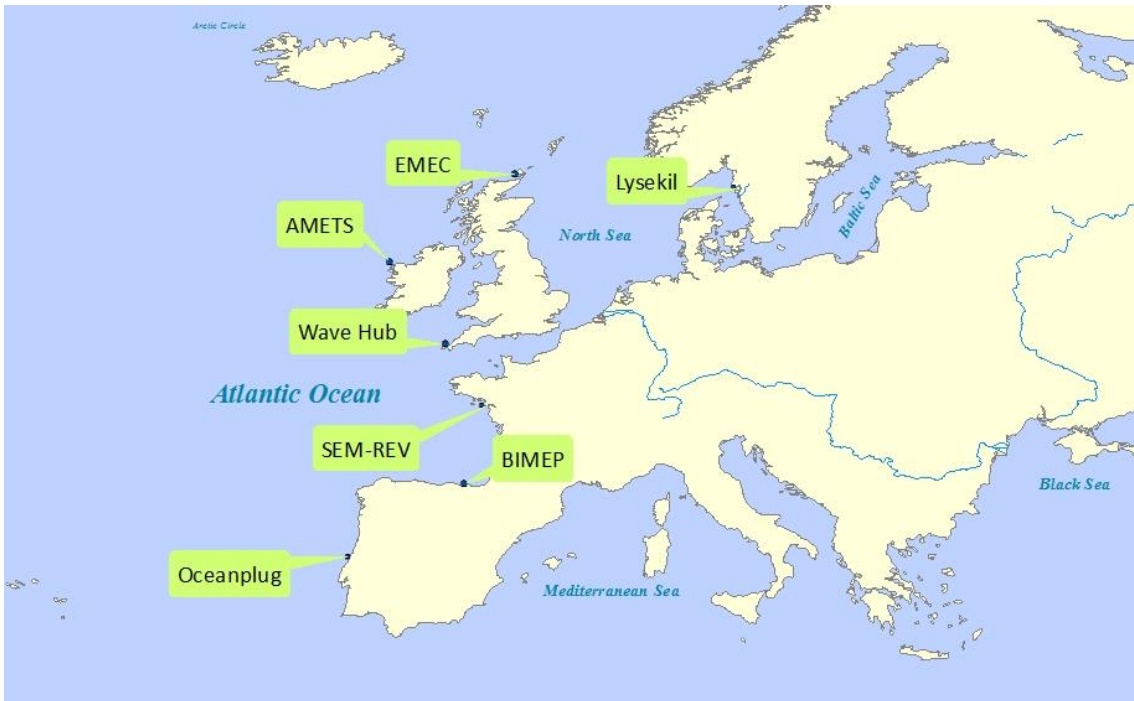 Arctic Circle
EMEC
Lysekil
AMETS
North Sea
Baltic Sea
Wave Hub
Atlantic Ocean
SEM-REV
BIMEP
Black Sea
Oceanplug
Mediterranean Sea